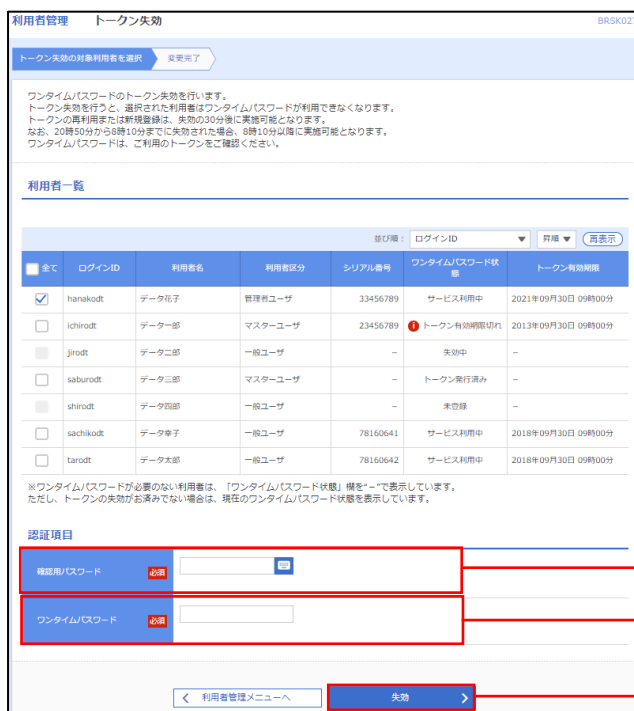 利用者管理 トークン失効 BRSK027
トークン失効の対象利用者を選択 変更完了
ワンタイムパスワードのトークン失効を行います。
トークン失効を行うと、選択された利用者はワンタイムパスワードが利用できなくなります。
トークンの再利用または新規登録は、失効の30分後に実施可能となります。
なお、20時50分から8時10分までに失効された場合、8時10分以降に実施可能となります。
ワンタイムパスワードは、ご利用のトークンをご確認ください。
利用者一覧
並び順： ログインID 昇順 再表示
全て ログインID 利用者名 利用者区分 シリアル番号 ワンタイムパスワード状態 トークン有効期限
hanakodt データ花子 管理者ユーザ 33456789 サービス利用中 2021年09月30日 09時00分
ichirodt データ一郎 マスターユーザ 23456789 トークン有効期限切れ 2013年09月30日 09時00分
jirodt データ二郎 一般ユーザ － 失効中 －
saburodt データ三郎 マスターユーザ － トークン発行済み －
shirodt データ四郎 一般ユーザ － 未登録 －
sachikodt データ幸子 一般ユーザ 78160641 サービス利用中 2018年09月30日 09時00分
tarodt データ太郎 一般ユーザ 78160642 サービス利用中 2018年09月30日 09時00分
※ワンタイムパスワードが必要のない利用者は、「ワンタイムパスワード状態」欄を"－"で表示しています。
ただし、トークンの失効がお済みでない場合は、現在のワンタイムパスワード状態を表示しています。
認証項目
確認用パスワード 必須
ワンタイムパスワード 必須
利用者管理メニューへ 失効